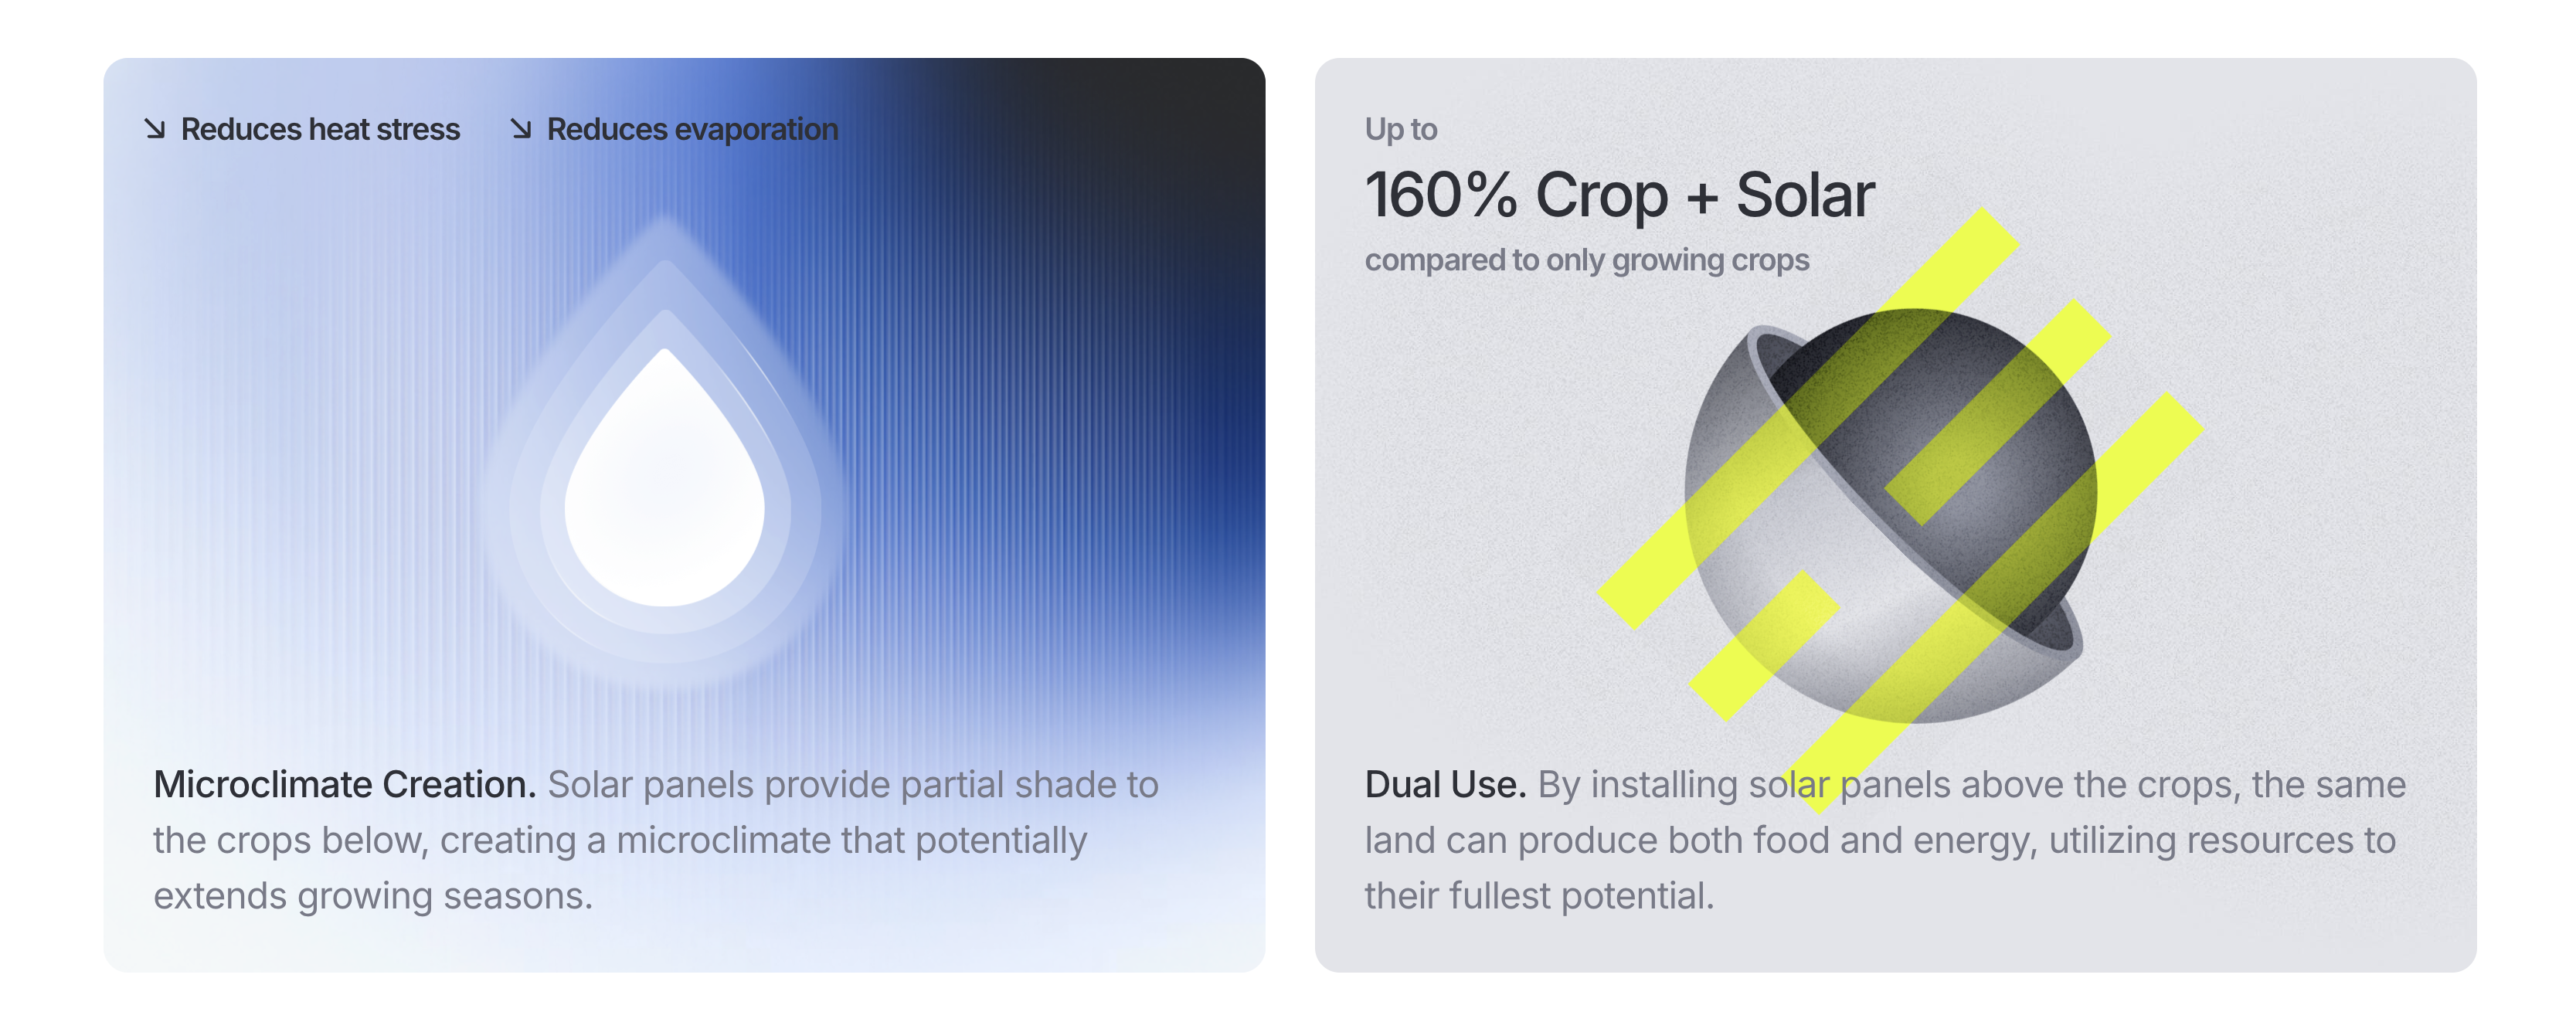 Reduces heat stress
Reduces evaporation
Microclimate Creation. Solar panels provide partial shade to
the crops below, creating a microclimate that potentially
extends growing seasons.
Up to
160% Crop + Solar
compared to only growing crops
Dual Use. By installing solar panels above the crops, the same
land can produce both food and energy, utilizing resources to
their fullest potential.